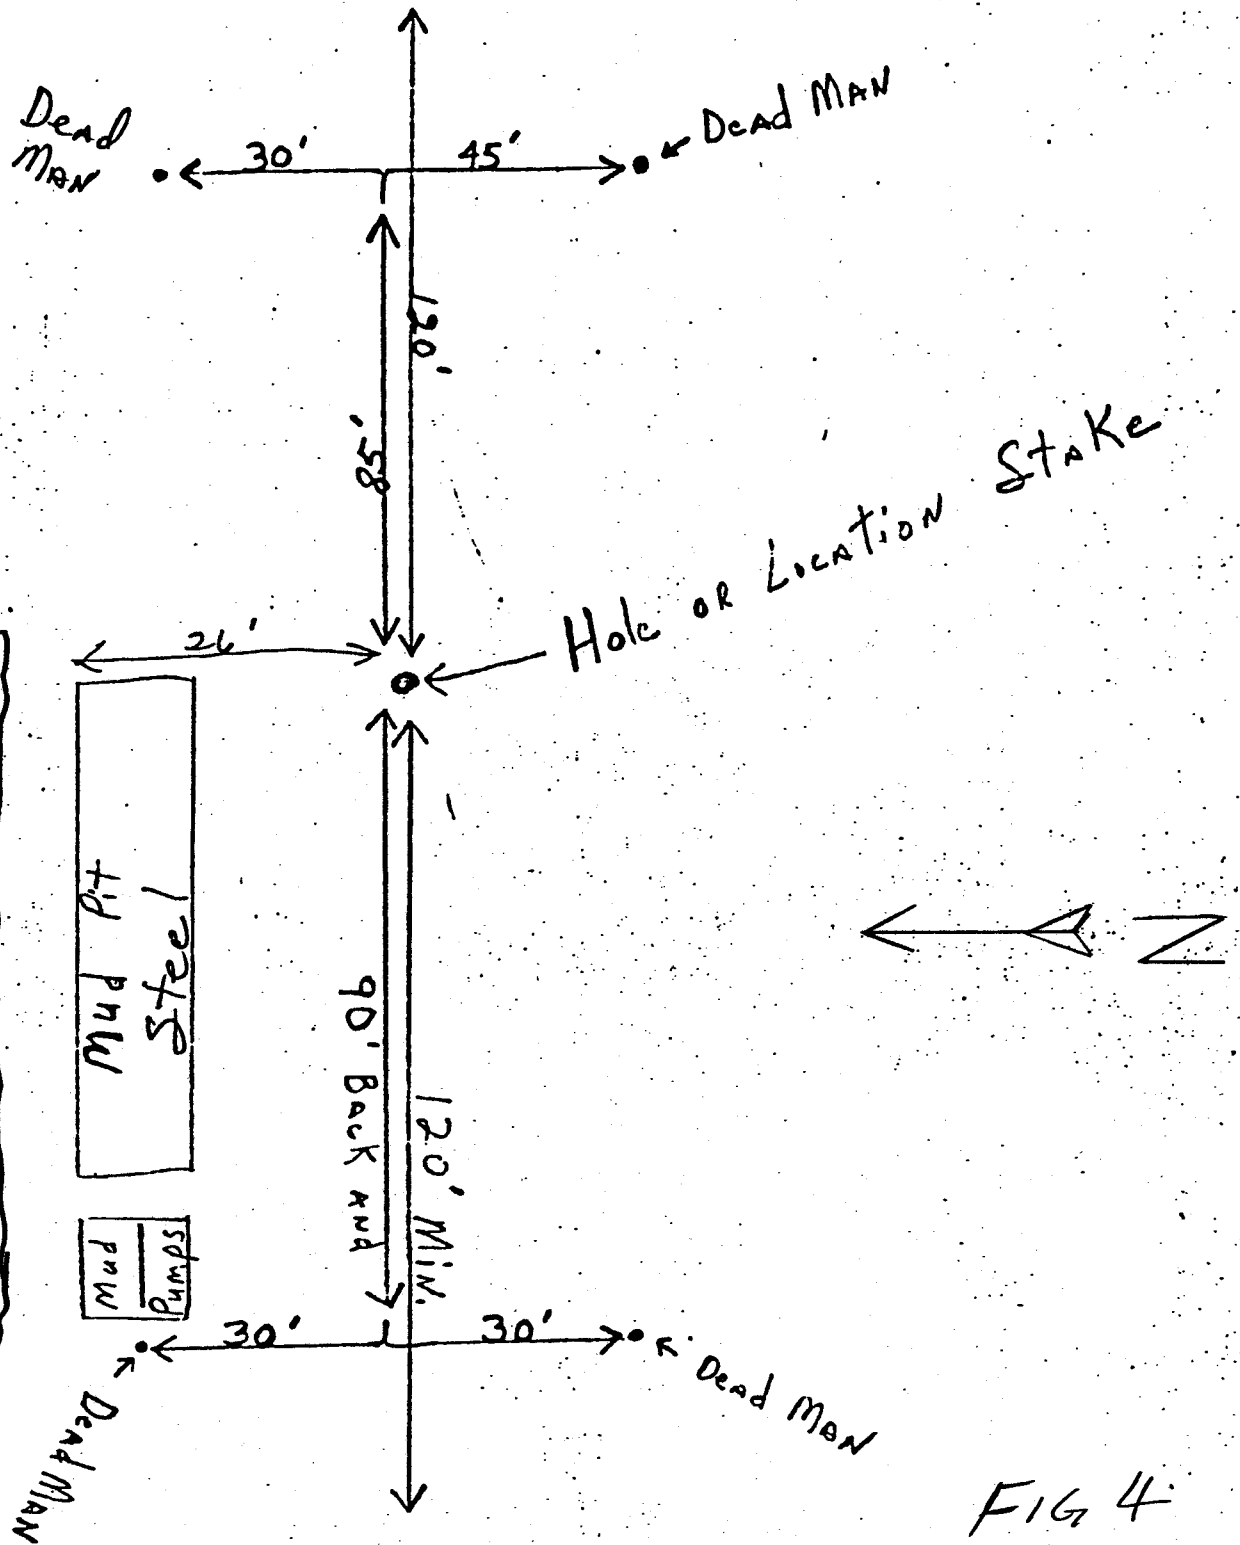 Dead
Man
30'
45'
Dead Man
120'
85'
Hole or Location Stake
26'
Mud Pit
Steel
90' Back and
120' Min.
N
Mud
Pumps
30'
30'
Dead Man
Dead Man
FIG 4